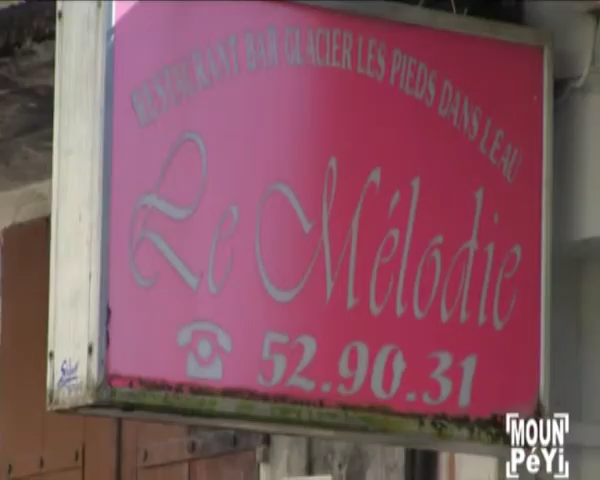 RESTAURANT BAR GLACIER LES PIEDS DANS L'EAU
Le Mélodie
52.90.31
MOUN
PéYi